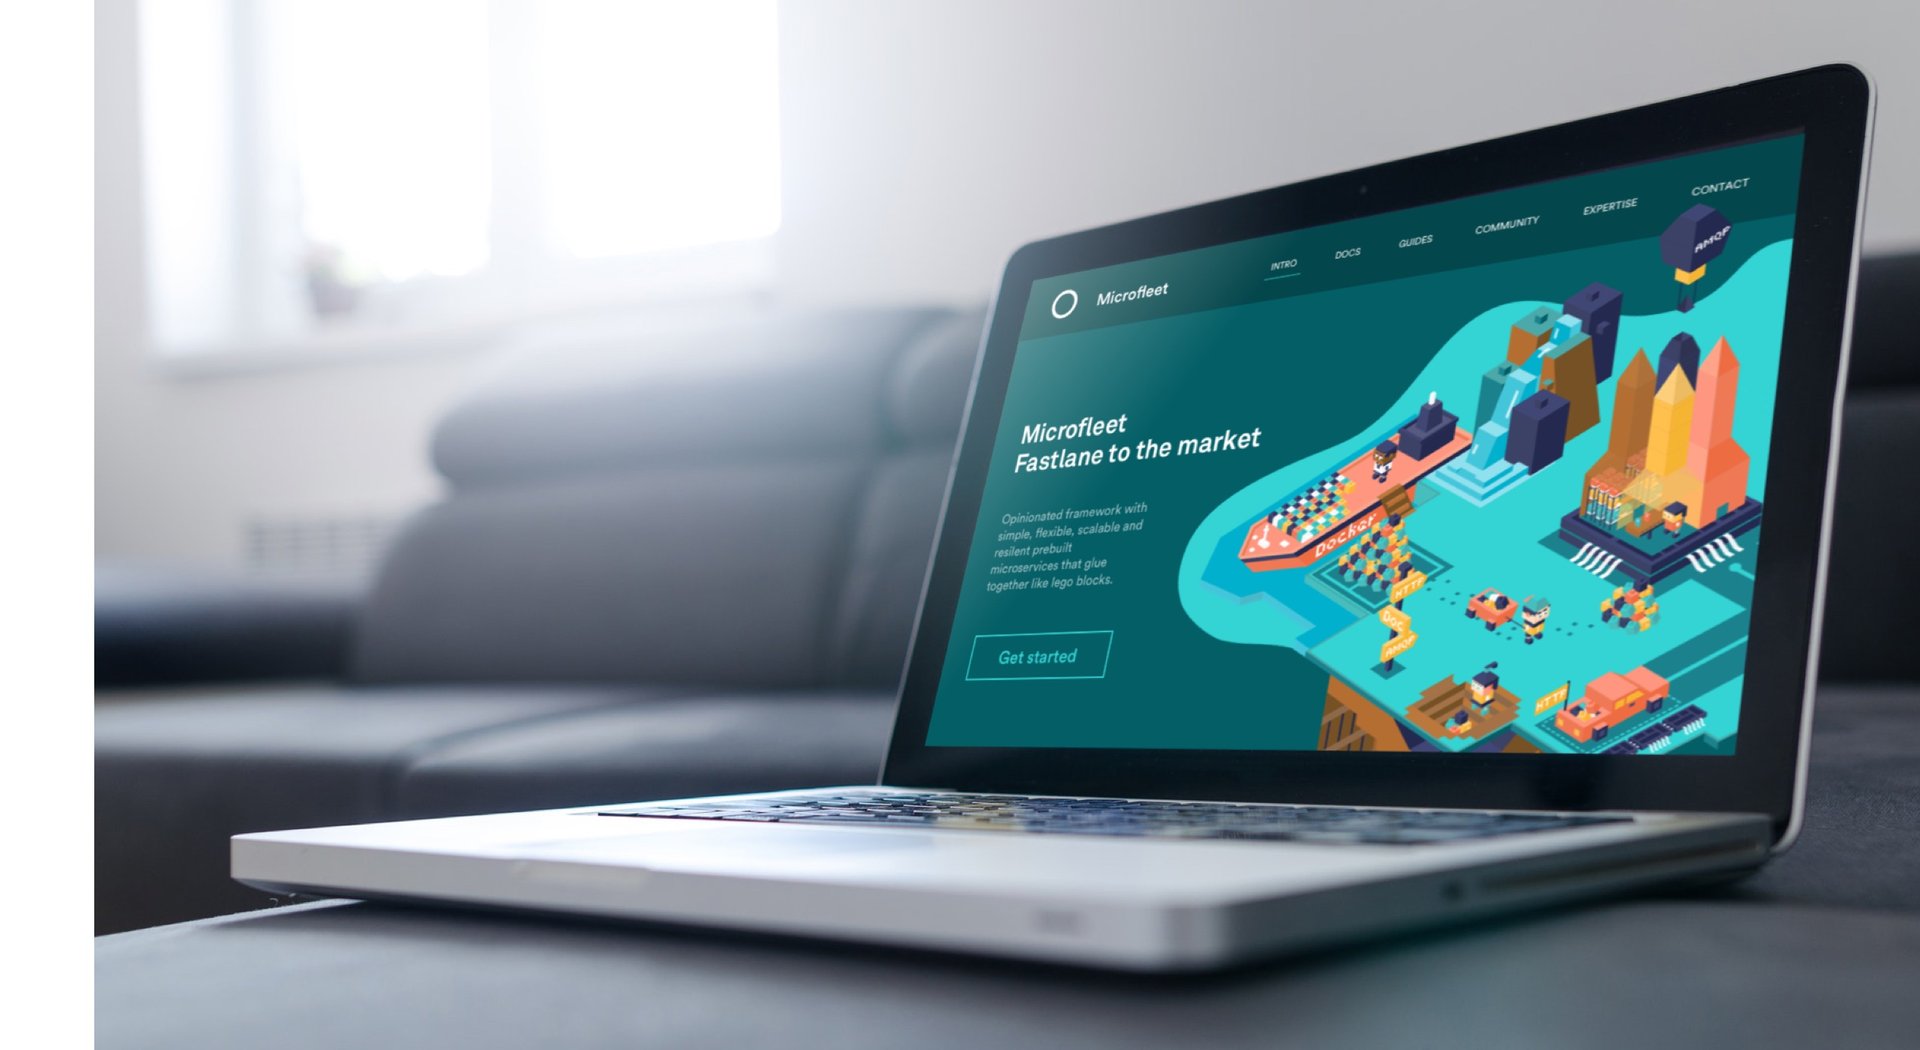 Microfleet
INTRO
DOCS
GUIDES
COMMUNITY
EXPERTISE
CONTACT
AMQP
Microfleet
Fastlane to the market
Opinionated framework with
simple, flexible, scalable and
resilent prebuilt
microservices that glue
together like lego blocks.
Get started
Docker
HTTP
Doc
AMQP
HTTP